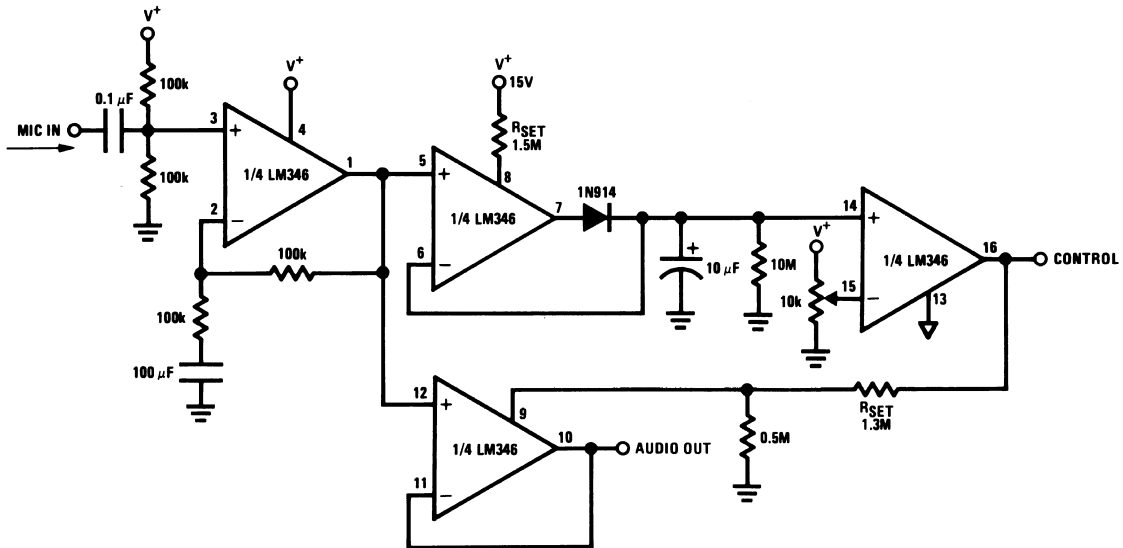 V+
100k
0.1 μF
MIC IN
100k
V+
4
3
+
1/4 LM346
1
2
−
100k
100k
100 μF
V+
15V
RSET
1.5M
8
5
+
1/4 LM346
7
6
−
1N914
+
10 μF
10M
V+
10k
14
+
1/4 LM346
16
15
−
13
CONTROL
12
+
9
1/4 LM346
10
11
−
AUDIO OUT
0.5M
RSET
1.3M